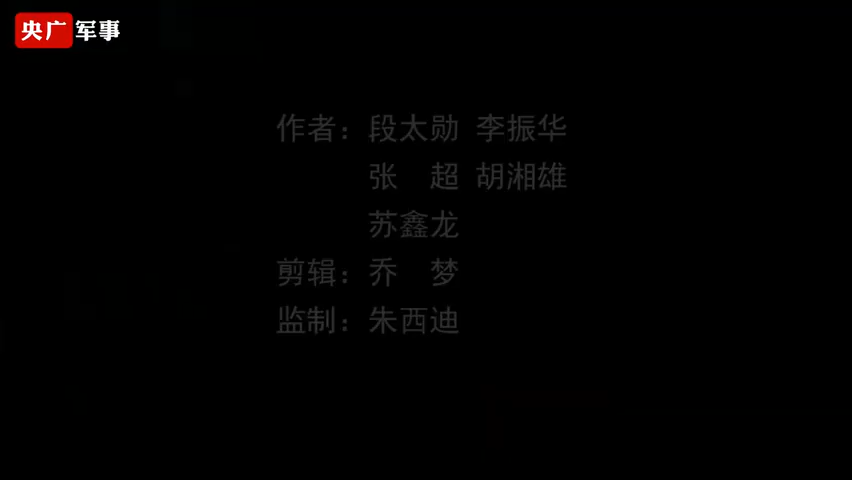 央广军事
作者：段太勋 李振华
张 超 胡湘雄
苏鑫龙
剪辑：乔 梦
监制：朱西迪